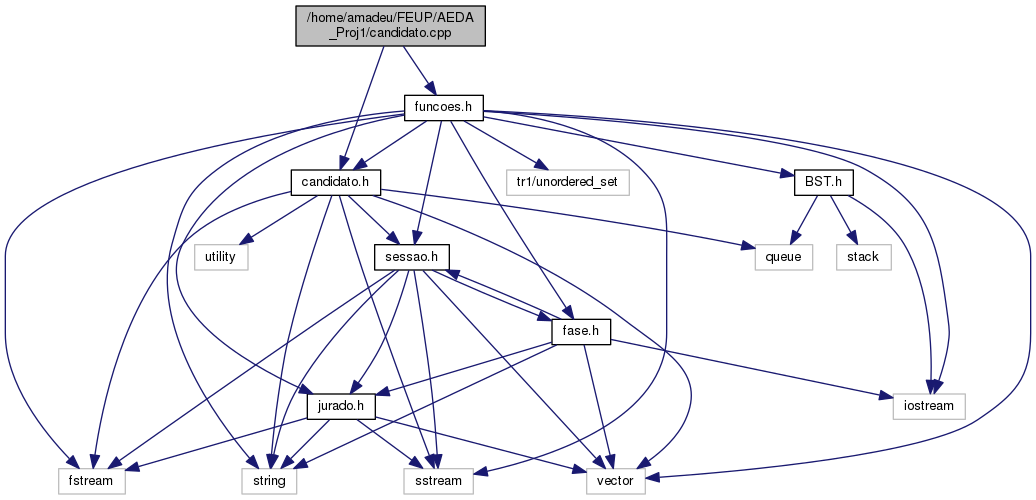 /home/amadeu/FEUP/AEDA
_Proj1/candidato.cpp
funcoes.h
candidato.h
tr1/unordered_set
BST.h
utility
sessao.h
queue
stack
fase.h
jurado.h
iostream
fstream
string
sstream
vector